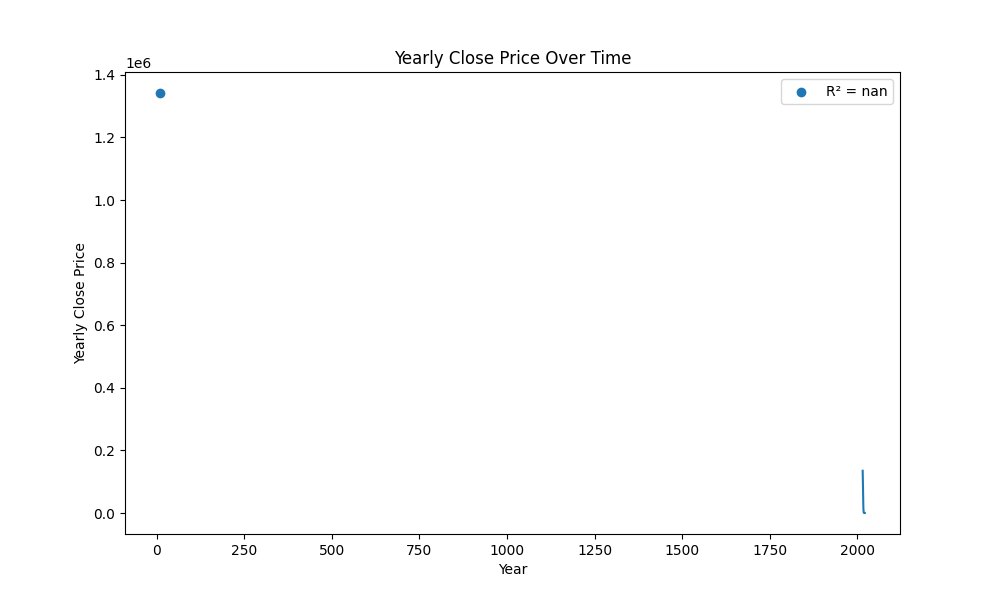 Yearly Close Price Over Time
1e6
R² = nan
1.4
1.2
1.0
0.8
0.6
0.4
0.2
0.0
Yearly Close Price
0 250 500 750 1000 1250 1500 1750 2000
Year